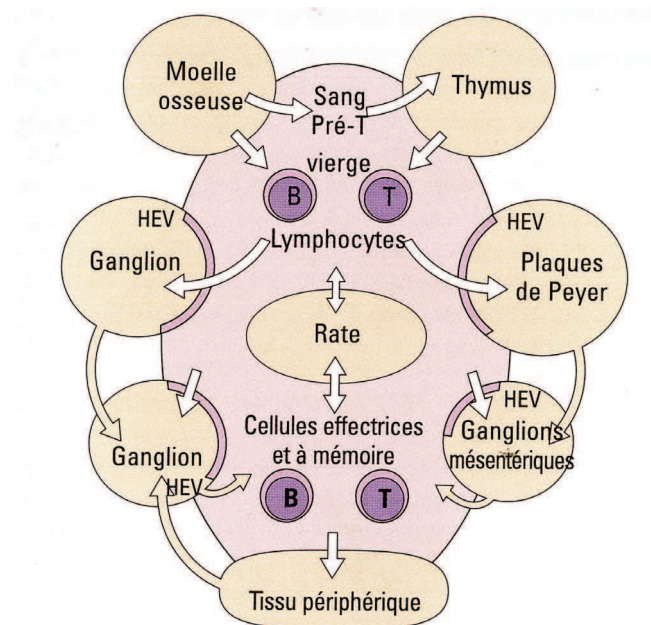 Moelle
osseuse
Sang
Pré-T
Thymus
vierge
B
T
HEV
Ganglion
Lymphocytes
HEV
Plaques
de Peyer
Rate
HEV
Cellules effectrices
et à mémoire
Ganglion
HEV
Ganglions
mésentériques
B
T
Tissu périphérique